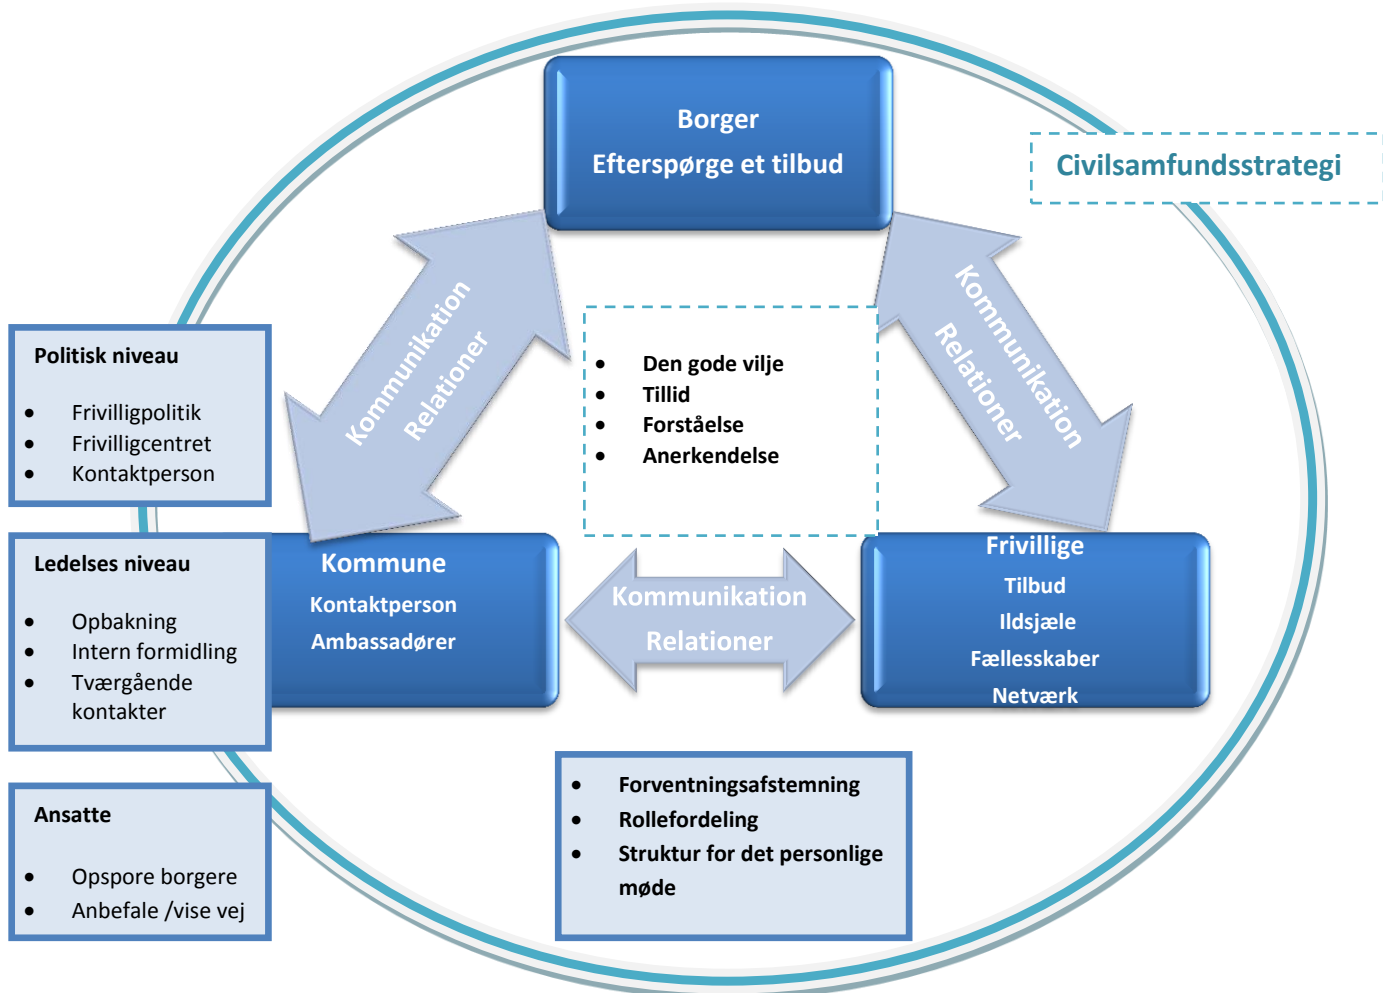 Borger
Efterspørge et tilbud
Civilsamfundsstrategi
Kommunikation
Relationer
Kommunikation
Relationer
• Den gode vilje
• Tillid
• Forståelse
• Anerkendelse
Politisk niveau
• Frivilligpolitik
• Frivilligcentret
• Kontaktperson
Ledelses niveau
• Opbakning
• Intern formidling
• Tværgående
kontakter
Kommune
Kontaktperson
Ambassadører
Kommunikation
Relationer
Frivillige
Tilbud
Ildsjæle
Fællesskaber
Netværk
Ansatte
• Opspore borgere
• Anbefale /vise vej
• Forventningsafstemning
• Rollefordeling
• Struktur for det personlige
møde